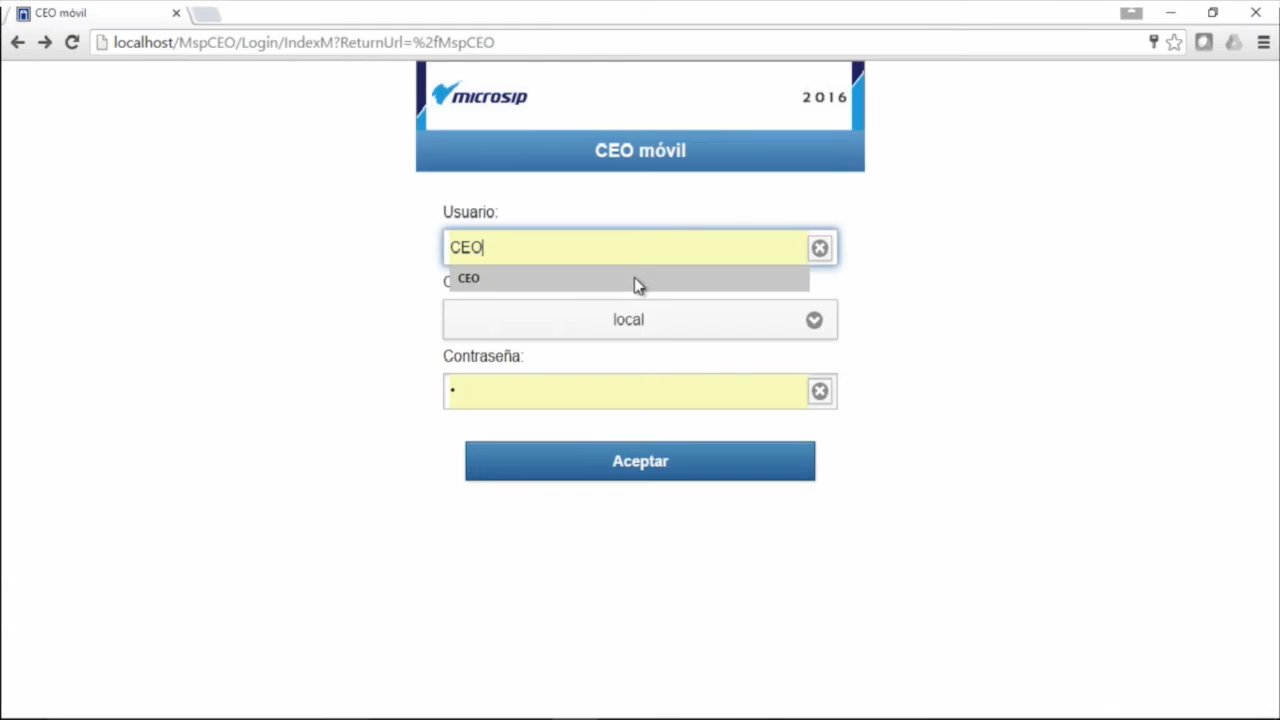 CEO móvil
localhost/MspCEO/Login/IndexM?ReturnUrl=%2fMspCEO
microsip
2016
CEO móvil
Usuario:
CEO
CEO
local
Contraseña:
Aceptar